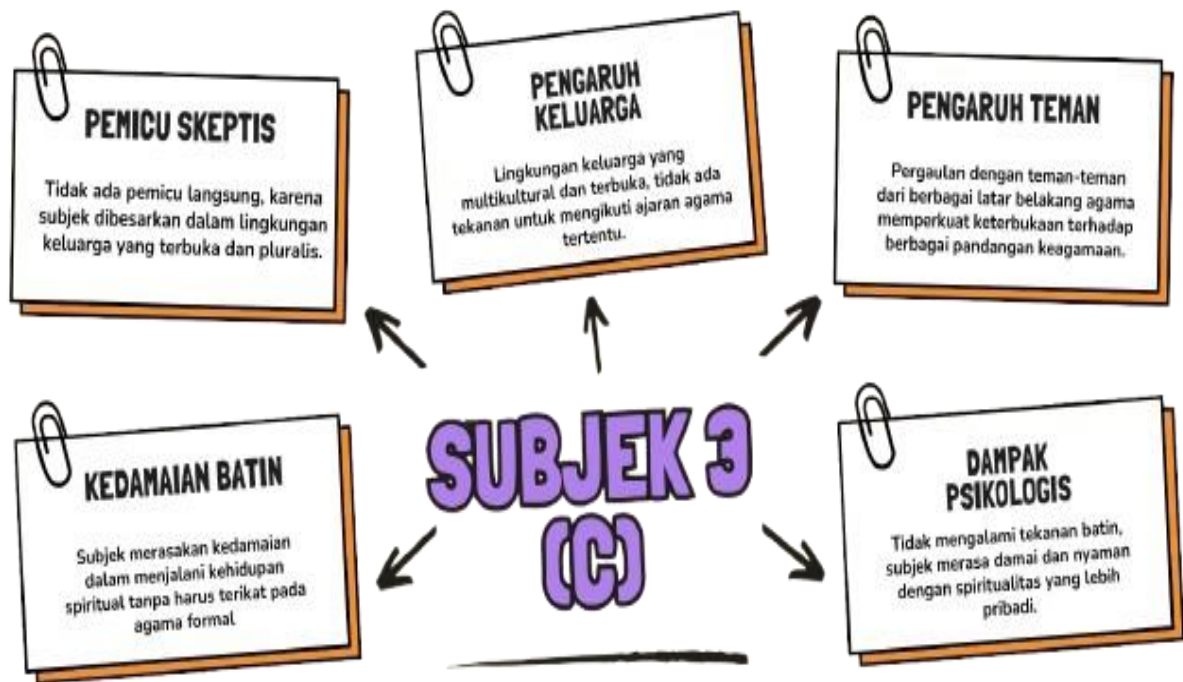 PEMICU SKEPTIS
Tidak ada pemicu langsung, karena
subjek dibesarkan dalam lingkungan
keluarga yang terbuka dan pluralis.
PENGARUH
KELUARGA
Lingkungan keluarga yang
multikultural dan terbuka, tidak ada
tekanan untuk mengikuti ajaran agama
tertentu.
PENGARUH TEMAN
Pergaulan dengan teman-teman
dari berbagai latar belakang agama
memperkuat keterbukaan terhadap
berbagai pandangan keagamaan.
KEDAMAIAN BATIN
Subjek merasakan kedamaian
dalam menjalani kehidupan
spiritual tanpa harus terikat pada
agama formal
SUBJEK 3
(C)
DAMPAK
PSIKOLOGIS
Tidak mengalami tekanan batin,
subjek merasa damai dan nyaman
dengan spiritualitas yang lebih
pribadi.